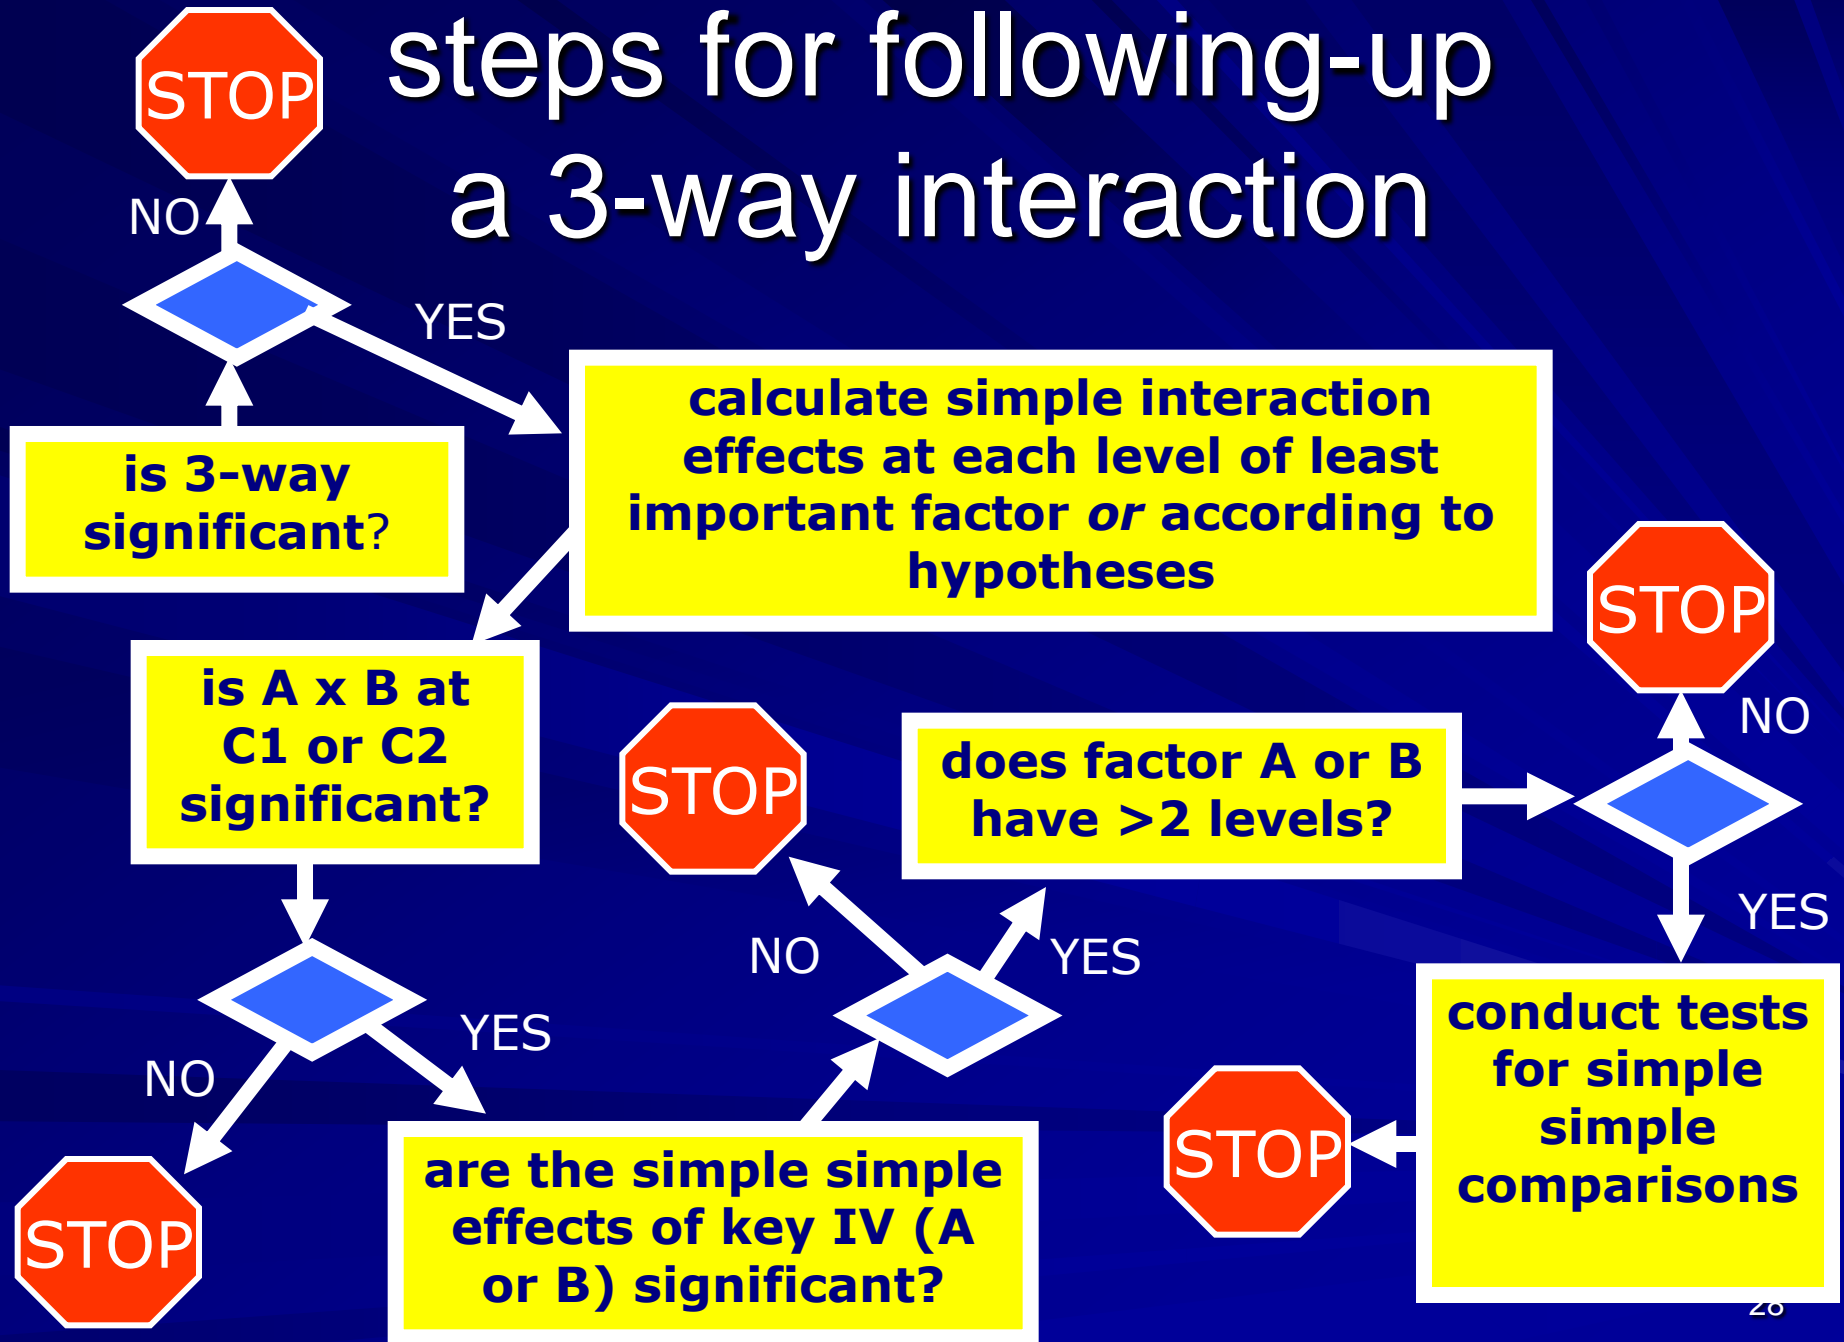 steps for following-up
a 3-way interaction
STOP
NO
YES
is 3-way
significant?
calculate simple interaction
effects at each level of least
important factor or according to
hypotheses
is A x B at
C1 or C2
significant?
NO
YES
STOP
are the simple simple
effects of key IV (A
or B) significant?
NO
YES
STOP
does factor A or B
have >2 levels?
STOP
NO
YES
conduct tests
for simple
simple
comparisons
STOP
28